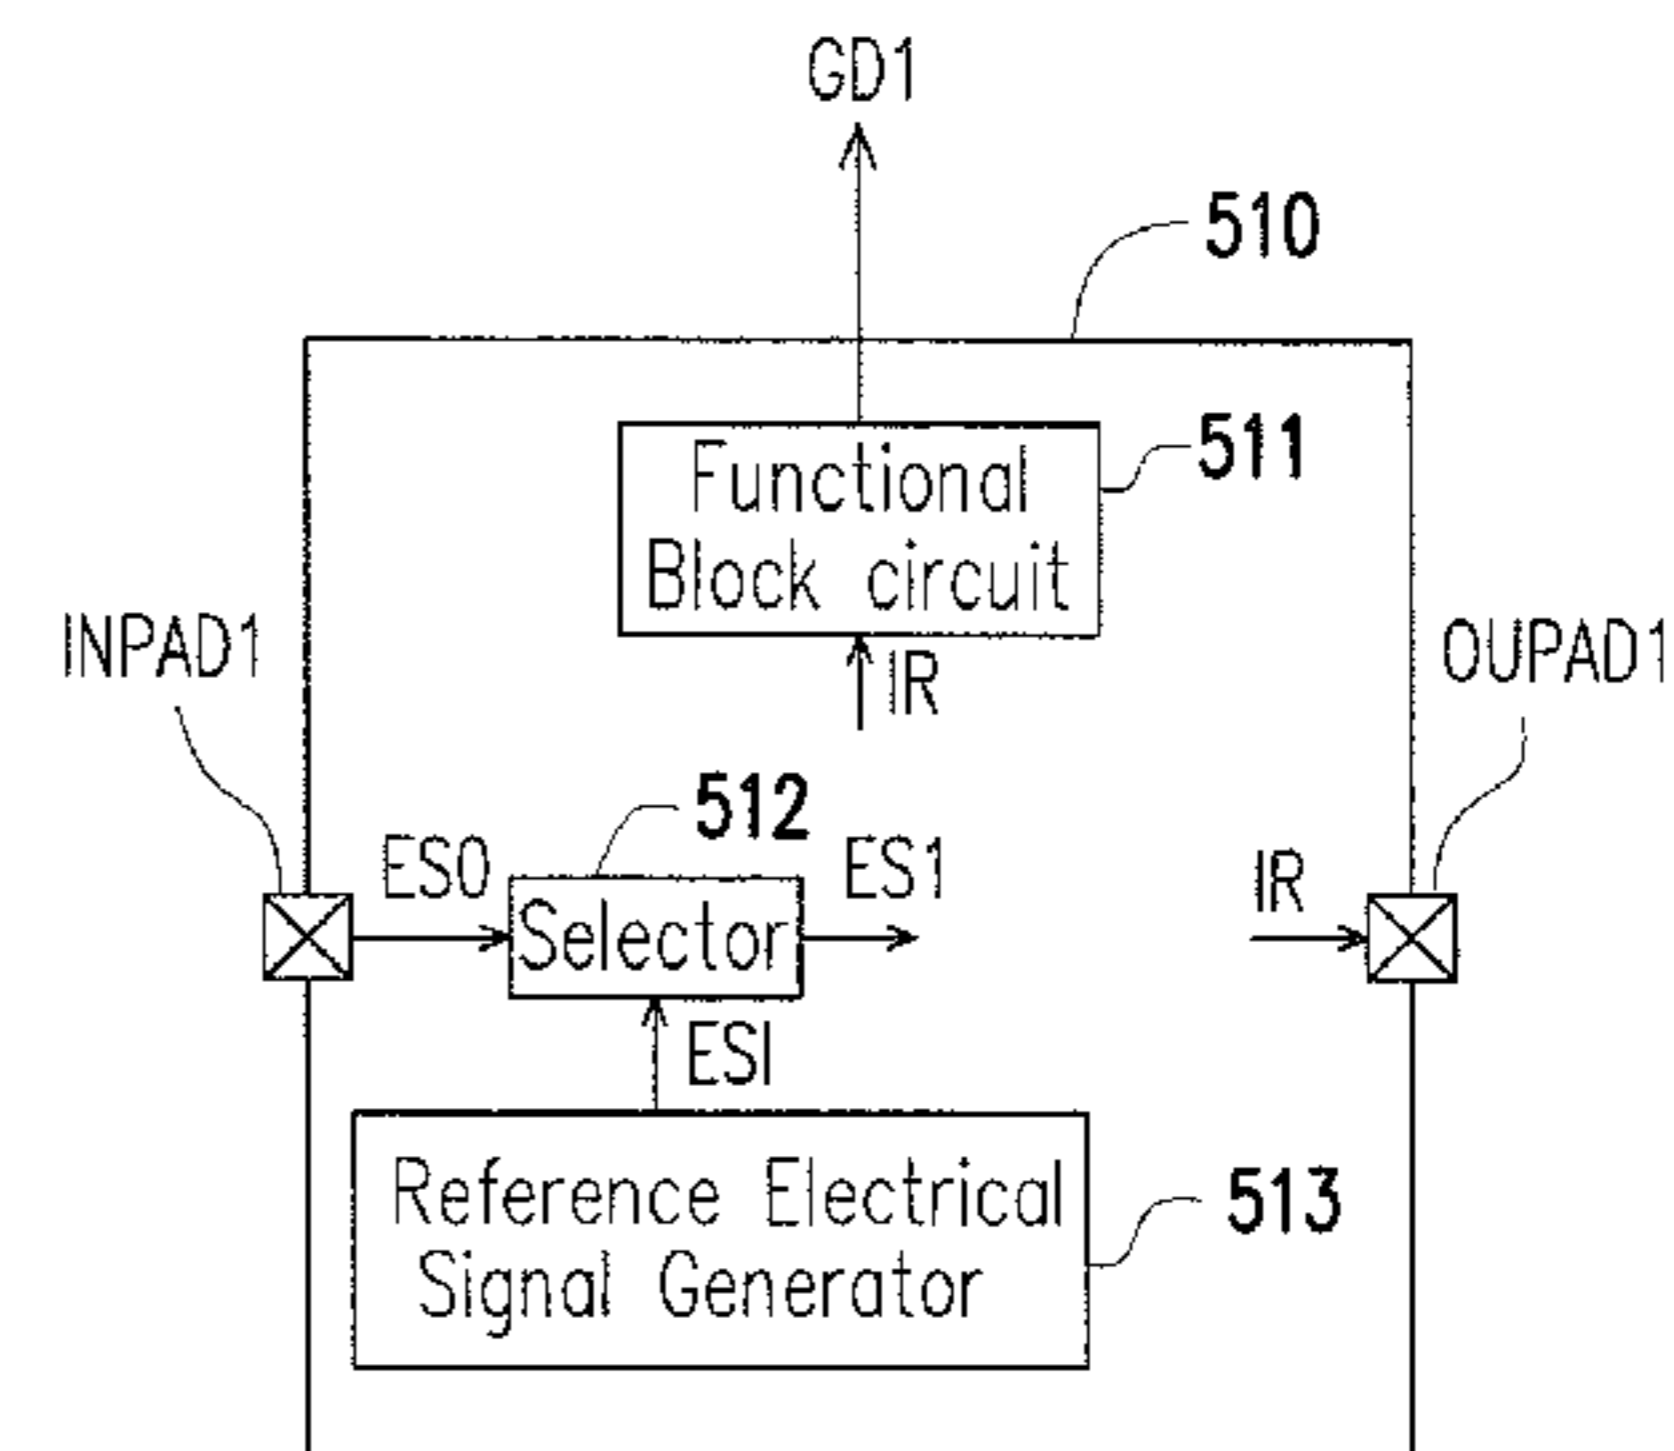 GD1
510
Functional
Block circuit
511
IR
INPAD1
OUPAD1
512
ES0
Selector
ES1
IR
ESI
Reference Electrical
Signal Generator
513